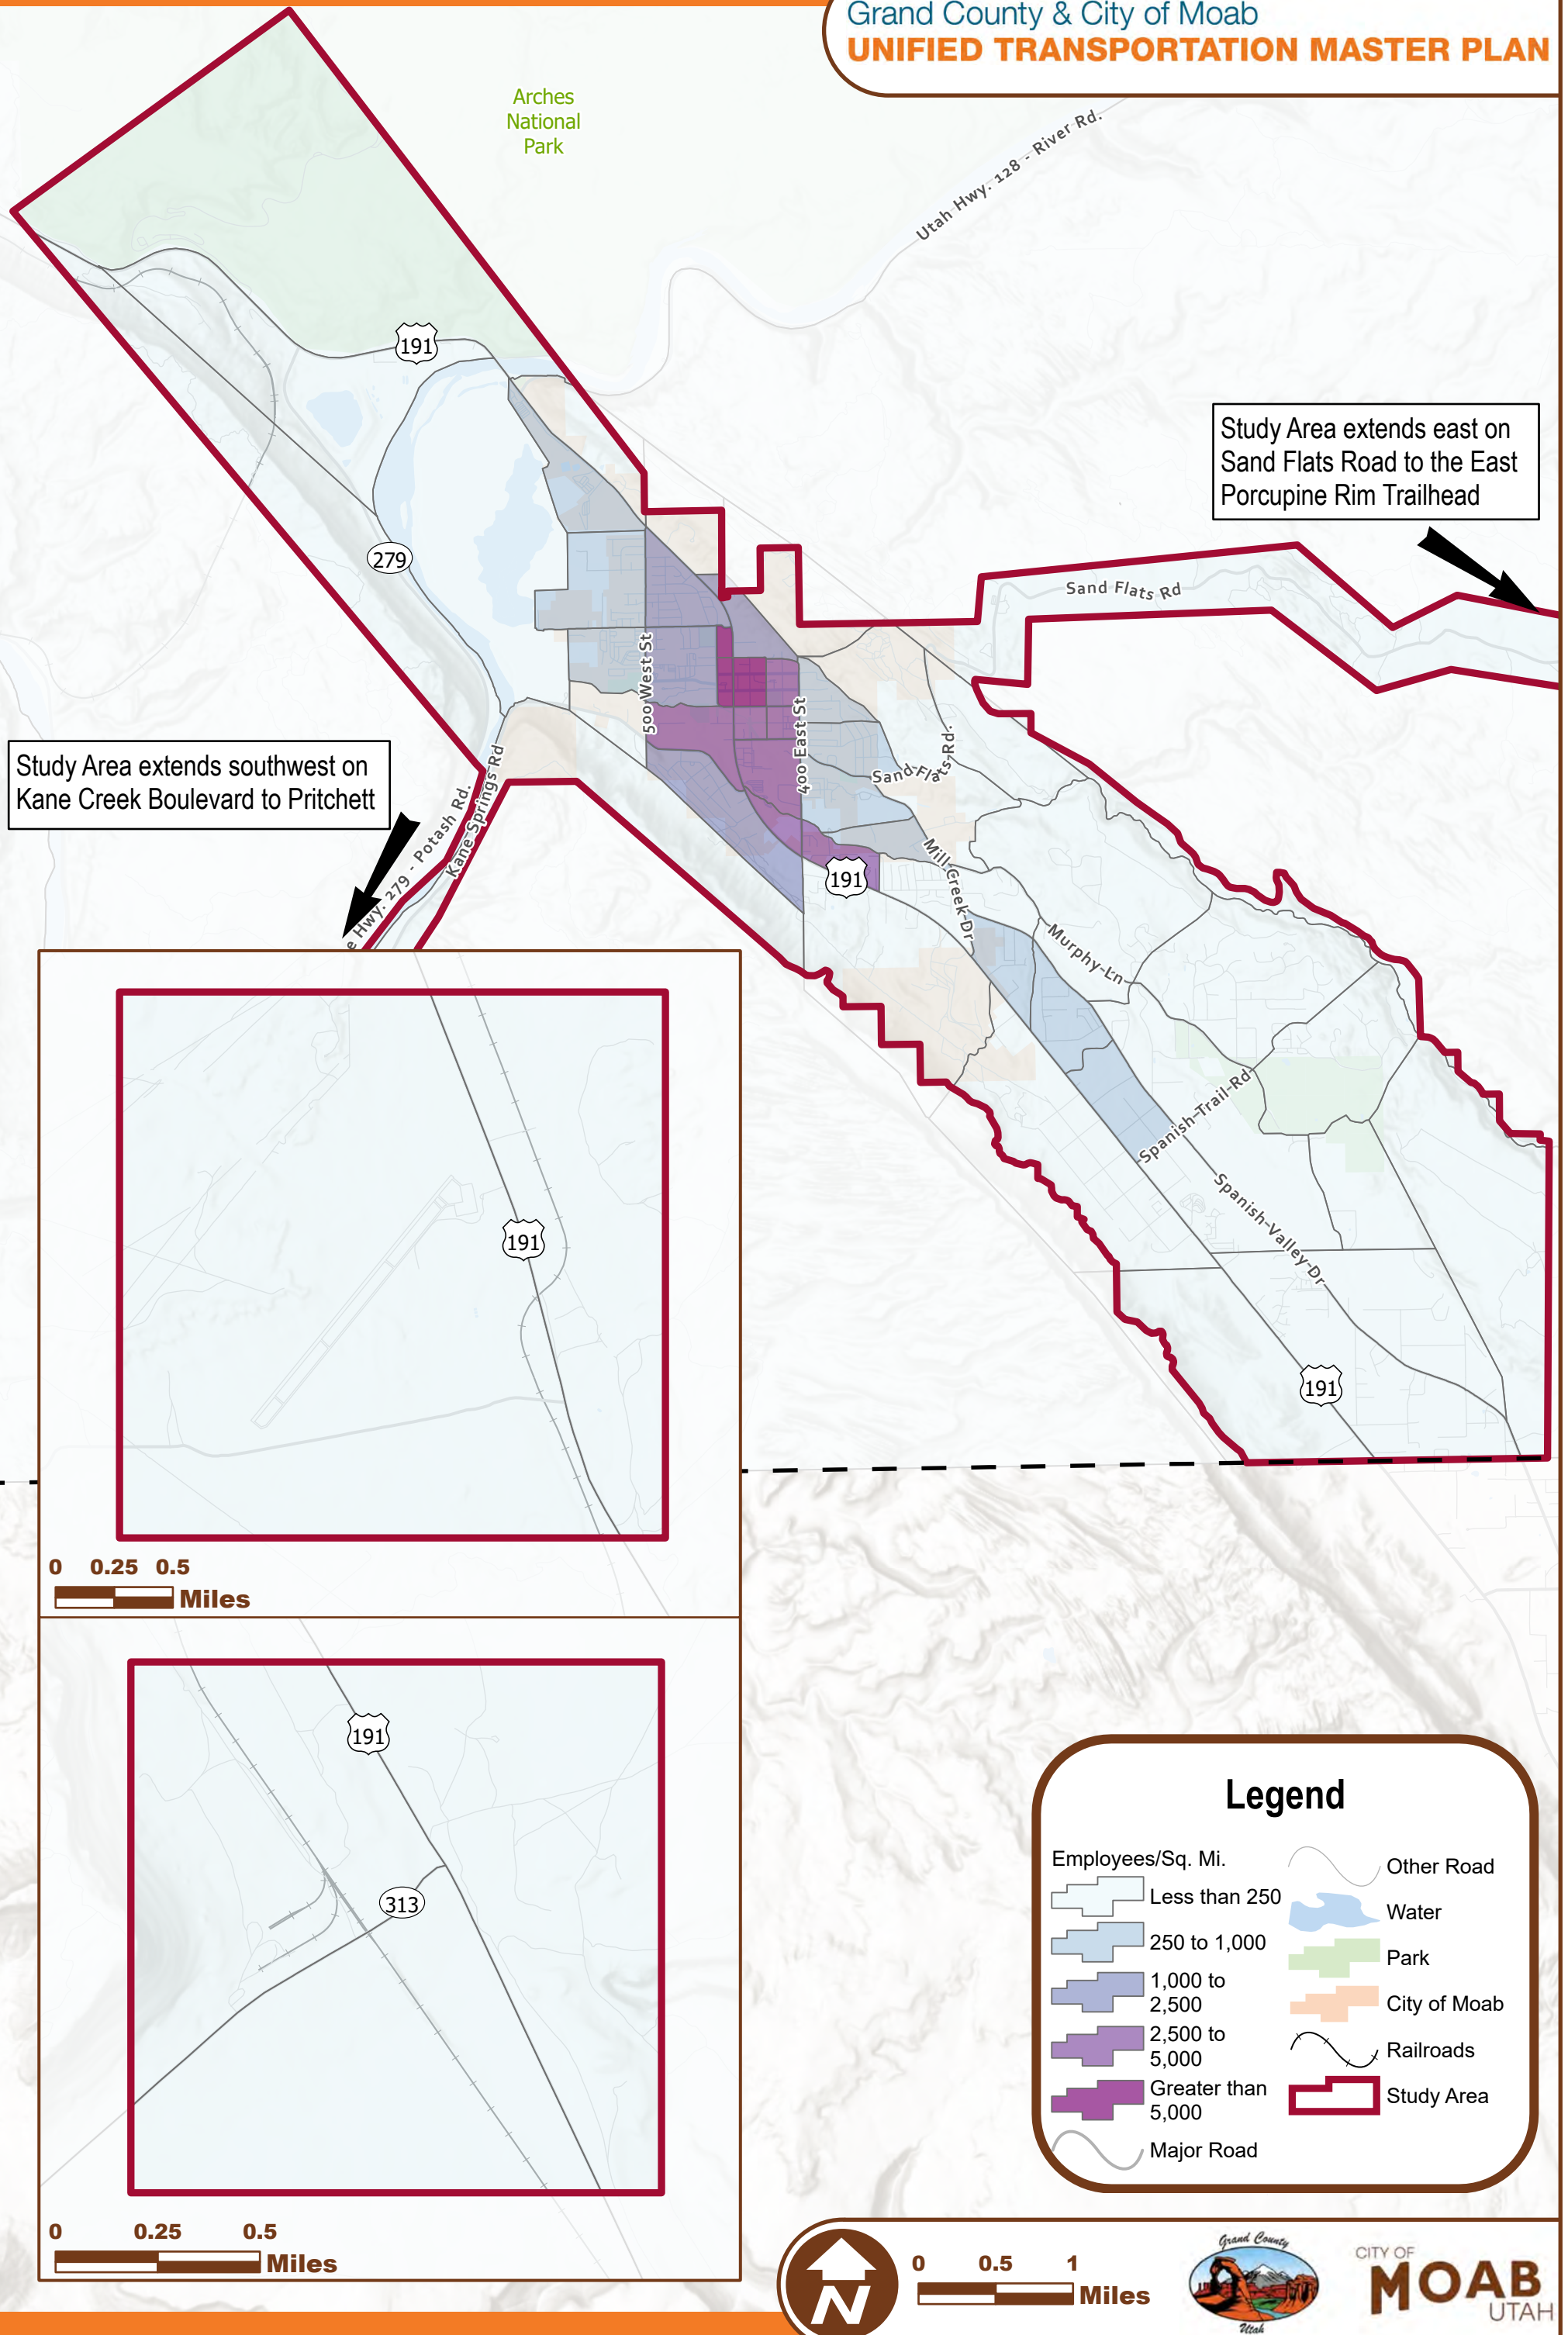 Grand County & City of Moab
UNIFIED TRANSPORTATION MASTER PLAN
Arches
National
Park
Utah Hwy. 128 - River Rd.
191
Study Area extends east on
Sand Flats Road to the East
Porcupine Rim Trailhead
279
Sand Flats Rd
500 West St
400 East St
Sand Flats Rd.
Study Area extends southwest on
Kane Creek Boulevard to Pritchett
e Hwy. 279 - Potash Rd.
Kane Springs Rd
191
Mill Creek Dr
Murphy Ln
Spanish Trail Rd
Spanish Valley Dr
191
191
0 0.25 0.5
Miles
191
313
0 0.25 0.5
Miles
Legend
Employees/Sq. Mi.
Less than 250
250 to 1,000
1,000 to
2,500
2,500 to
5,000
Greater than
5,000
Major Road
Other Road
Water
Park
City of Moab
Railroads
Study Area
N
0 0.5 1
Miles
Grand County
Utah
CITY OF
MOAB
UTAH